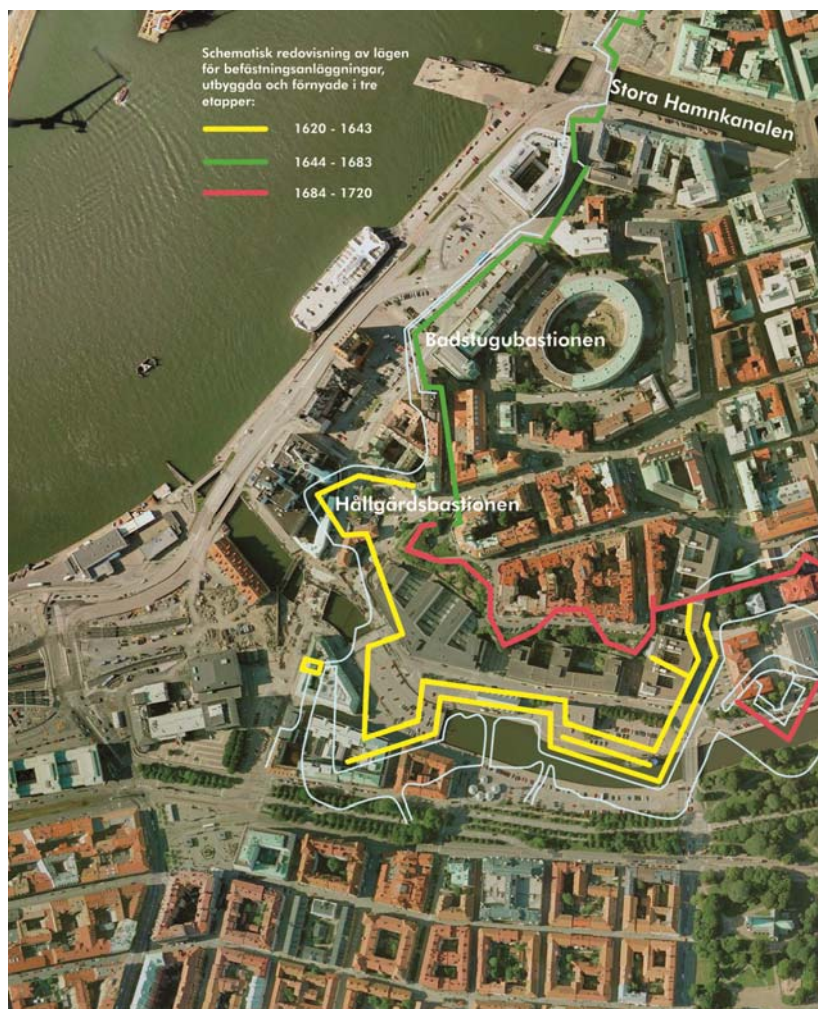 Schematisk redovisning av lägen
för befästningsanläggningar,
utbyggda och förnyade i tre
etapper:
1620 - 1643
1644 - 1683
1684 - 1720
Stora Hamnkanalen
Badstugubastionen
Hållgårdsbastionen